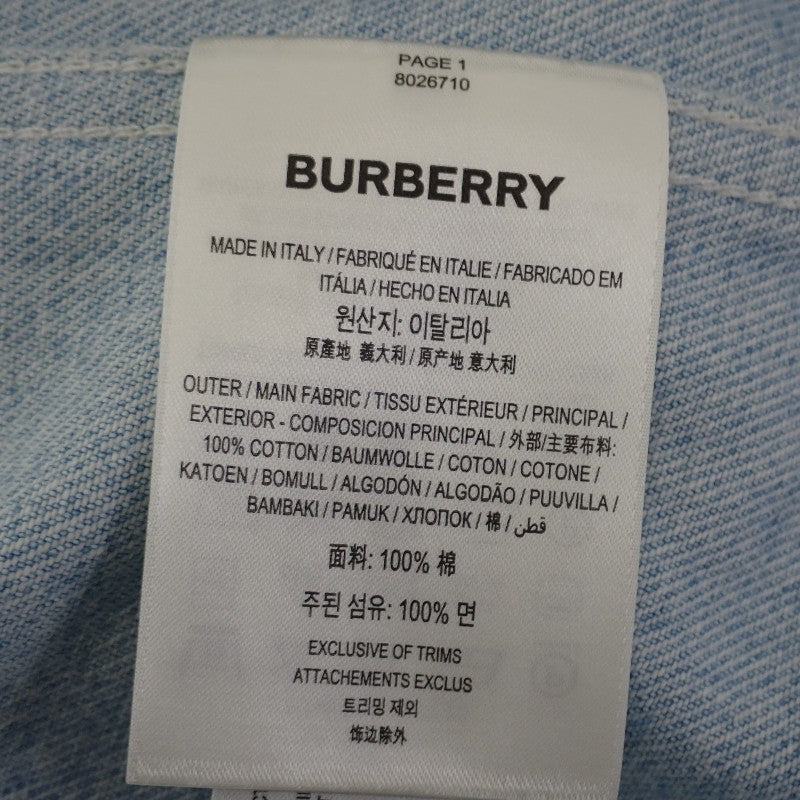 PAGE 1
8026710
BURBERRY
MADE IN ITALY / FABRIQUÉ EN ITALIE / FABRICADO EM
ITÁLIA / HECHO EN ITALIA
원산지: 이탈리아
原產地 義大利 / 原产地 意大利
OUTER / MAIN FABRIC / TISSU EXTÉRIEUR / PRINCIPAL /
EXTERIOR - COMPOSICION PRINCIPAL / 外部/主要布料:
100% COTTON / BAUMWOLLE / COTON / COTONE /
KATOEN / BOMULL / ALGODÓN / ALGODÃO / PUUVILLA /
BAMBAKI / PAMUK / ХЛОПОК / 棉 / قطن
面料: 100% 棉
주된 섬유: 100% 면
EXCLUSIVE OF TRIMS
ATTACHEMENTS EXCLUS
트리밍 제외
饰边除外